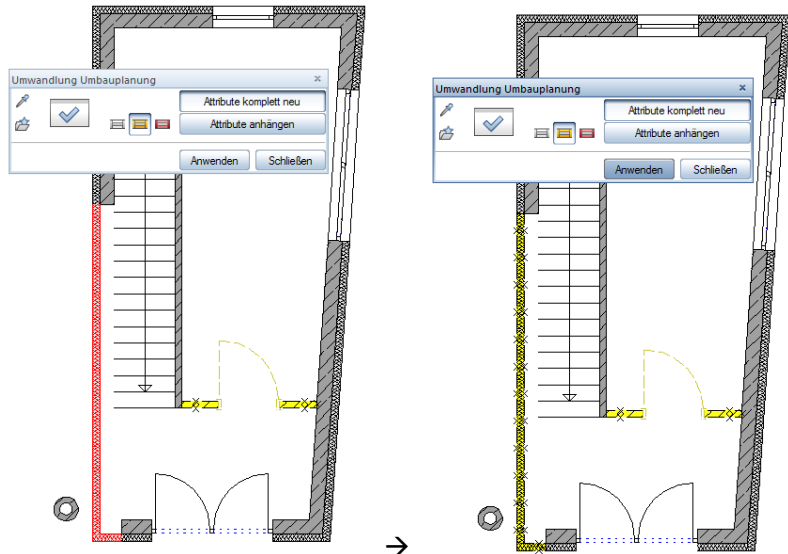 Umwandlung Umbauplanung
Attribute komplett neu
Attribute anhängen
Anwenden Schließen
Umwandlung Umbauplanung
Attribute komplett neu
Attribute anhängen
Anwenden Schließen
→